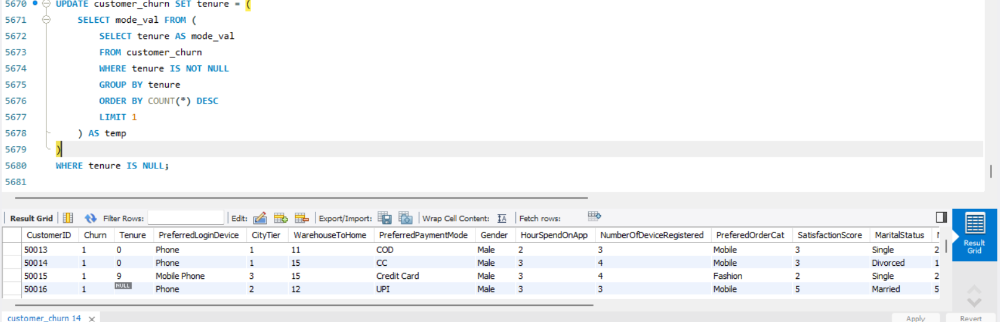 5670 UPDATE customer_churn SET tenure = (
5671 SELECT mode_val FROM (
5672 SELECT tenure AS mode_val
5673 FROM customer_churn
5674 WHERE tenure IS NOT NULL
5675 GROUP BY tenure
5676 ORDER BY COUNT(*) DESC
5677 LIMIT 1
5678 ) AS temp
5679 )
5680 WHERE tenure IS NULL;
5681
Result Grid Filter Rows: Edit: Export/Import: Wrap Cell Content: IA Fetch rows:
CustomerID Churn Tenure PreferredLoginDevice CityTier WarehouseToHome PreferredPaymentMode Gender HourSpendOnApp NumberOfDeviceRegistered PreferedOrderCat SatisfactionScore MaritalStatus
50013 1 0 Phone 1 11 COD Male 2 3 Mobile 3 Single 2
50014 1 0 Phone 1 15 CC Male 3 4 Mobile 3 Divorced 1
50015 1 9 Mobile Phone 3 15 Credit Card Male 3 4 Fashion 2 Single 2
50016 1 NULL Phone 2 12 UPI Male 3 3 Mobile 5 Married 5
Result
Grid
customer_churn 14
Apply Revert